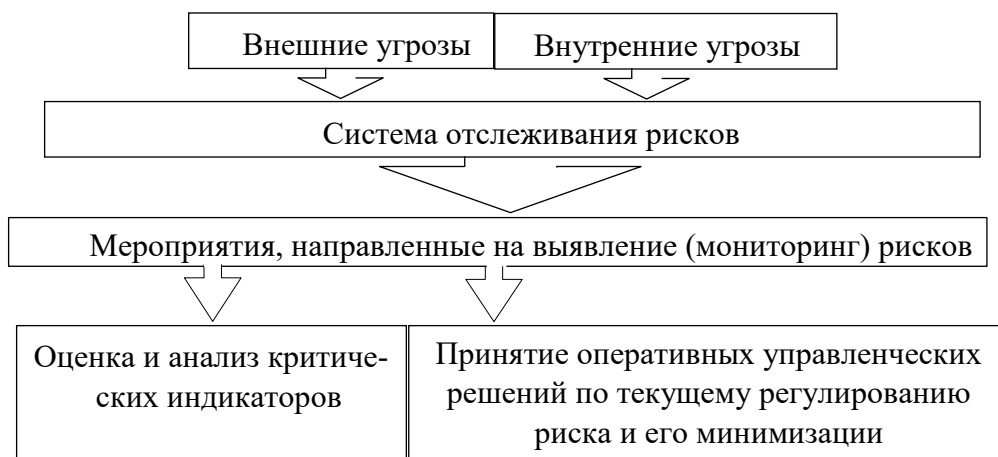 Внешние угрозы
Внутренние угрозы
Система отслеживания рисков
Мероприятия, направленные на выявление (мониторинг) рисков
Оценка и анализ критиче-
ских индикаторов
Принятие оперативных управленческих
решений по текущему регулированию
риска и его минимизации